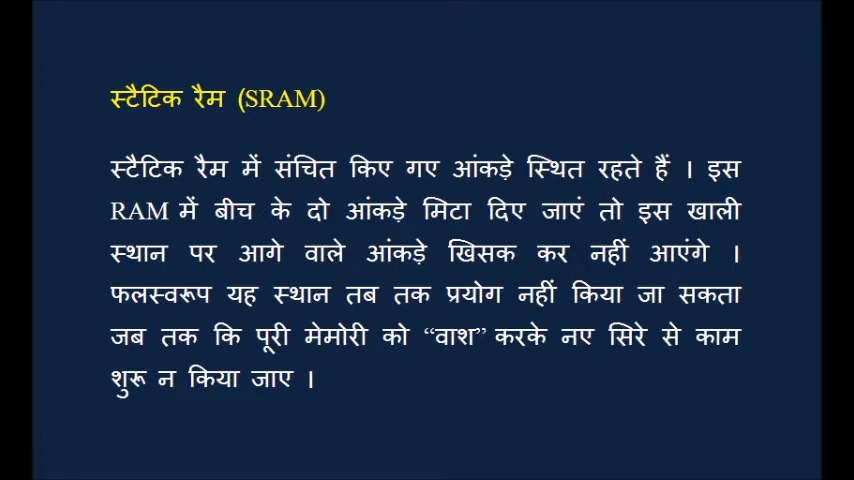 स्टैटिक रैम (SRAM)
स्टैटिक रैम में संचित किए गए आंकड़े स्थित रहते हैं । इस
RAM में बीच के दो आंकड़े मिटा दिए जाएं तो इस खाली
स्थान पर आगे वाले आंकड़े खिसक कर नहीं आएंगे ।
फलस्वरूप यह स्थान तब तक प्रयोग नहीं किया जा सकता
जब तक कि पूरी मेमोरी को “वाश” करके नए सिरे से काम
शुरू न किया जाए ।